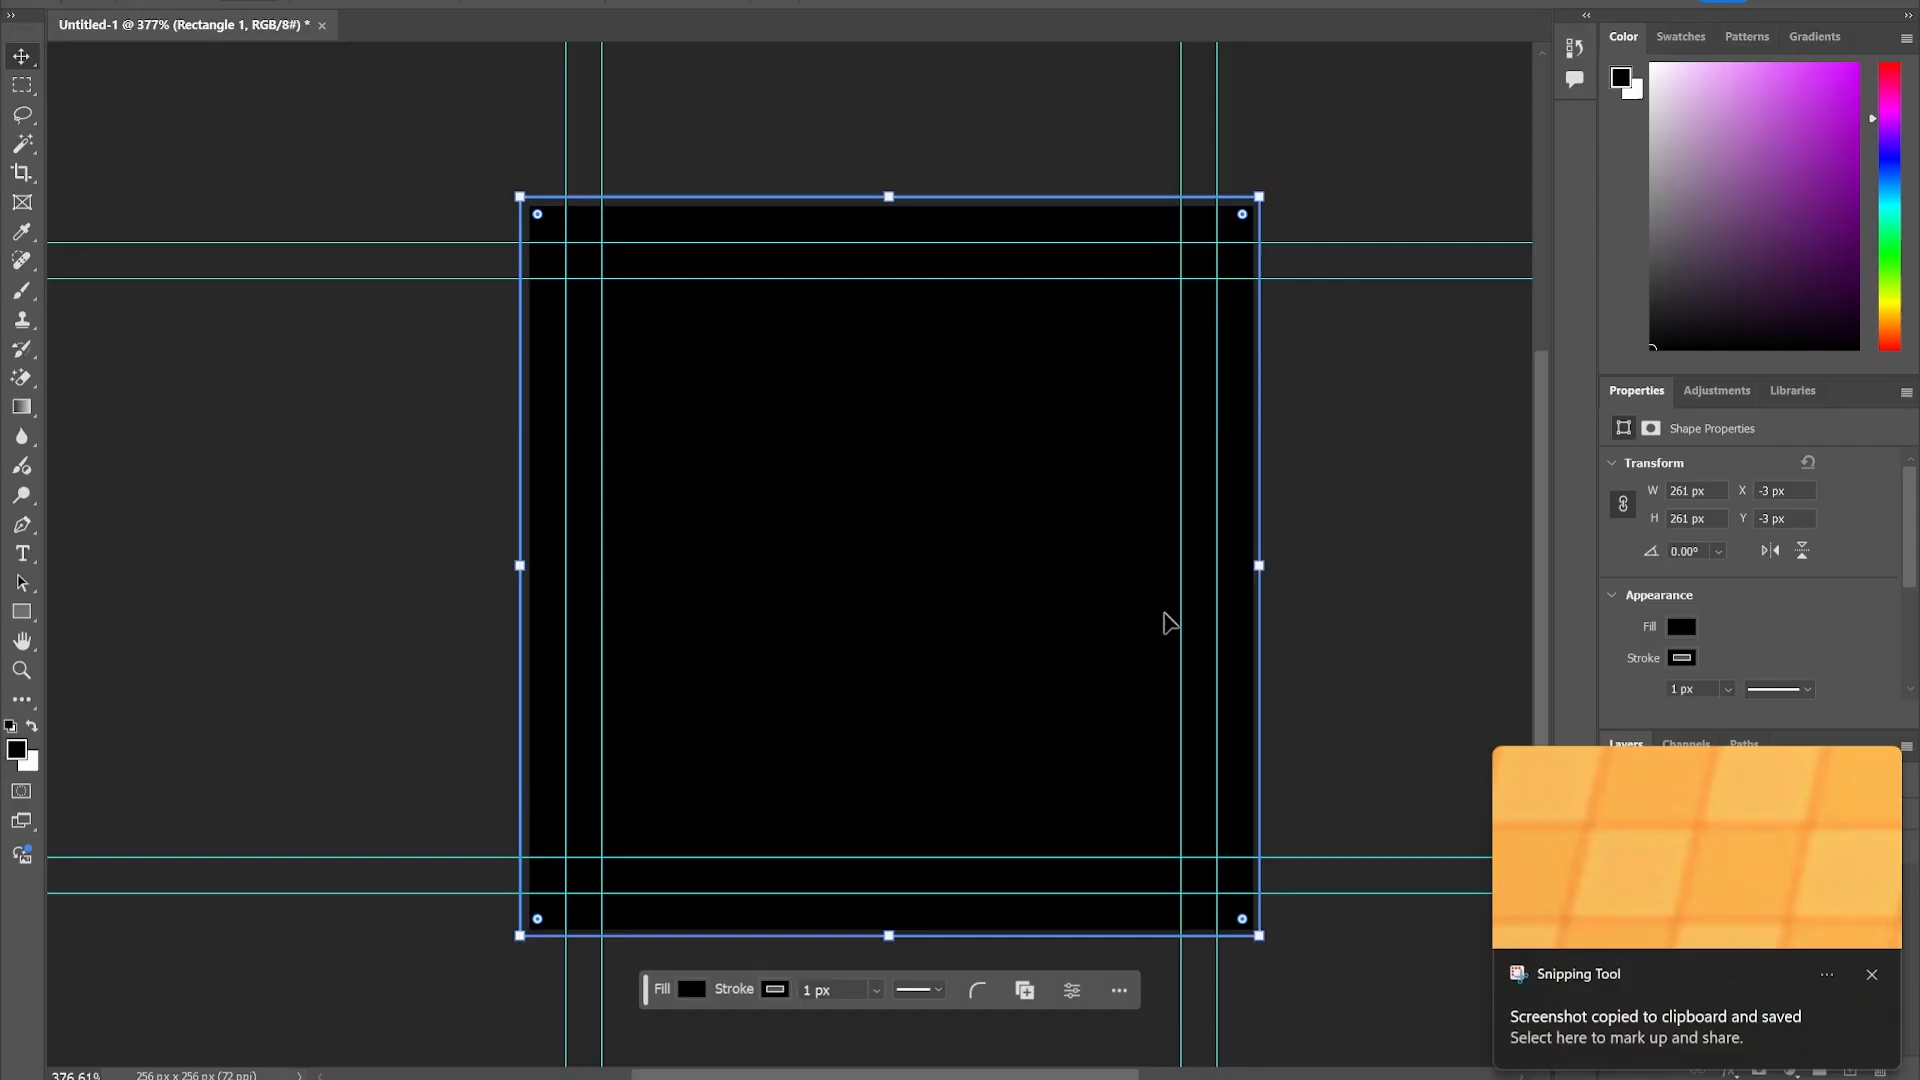 Untitled-1 @ 377% (Rectangle 1, RGB/8#) *
Color Swatches Patterns Gradients
Properties Adjustments Libraries
Shape Properties
Transform
W 261 px X -3 px
H 261 px Y -3 px
0.00°
Appearance
Fill
Stroke
1 px
Layers Channels Paths
Fill Stroke 1 px
Snipping Tool
Screenshot copied to clipboard and saved
Select here to mark up and share.
376.61% 256 px x 256 px (72 ppi)